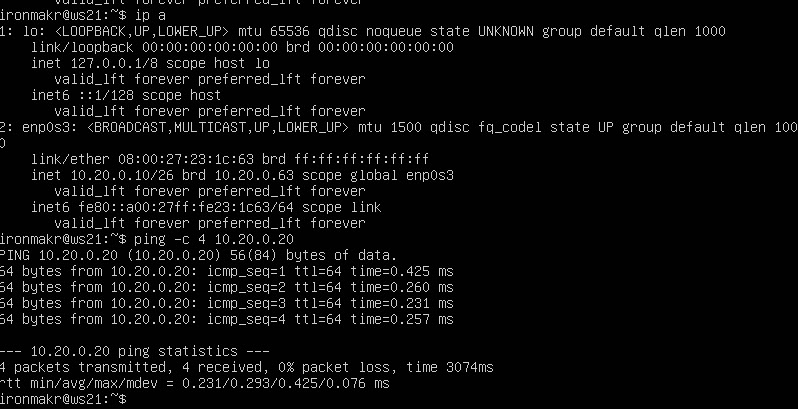 valid_lft forever preferred_lft forever
ironmakr@ws21:~$ ip a
1: lo: <LOOPBACK,UP,LOWER_UP> mtu 65536 qdisc noqueue state UNKNOWN group default qlen 1000
    link/loopback 00:00:00:00:00:00 brd 00:00:00:00:00:00
    inet 127.0.0.1/8 scope host lo
       valid_lft forever preferred_lft forever
    inet6 ::1/128 scope host
       valid_lft forever preferred_lft forever
2: enp0s3: <BROADCAST,MULTICAST,UP,LOWER_UP> mtu 1500 qdisc fq_codel state UP group default qlen 100
0
    link/ether 08:00:27:23:1c:63 brd ff:ff:ff:ff:ff:ff
    inet 10.20.0.10/26 brd 10.20.0.63 scope global enp0s3
       valid_lft forever preferred_lft forever
    inet6 fe80::a00:27ff:fe23:1c63/64 scope link
       valid_lft forever preferred_lft forever
ironmakr@ws21:~$ ping -c 4 10.20.0.20
PING 10.20.0.20 (10.20.0.20) 56(84) bytes of data.
64 bytes from 10.20.0.20: icmp_seq=1 ttl=64 time=0.425 ms
64 bytes from 10.20.0.20: icmp_seq=2 ttl=64 time=0.260 ms
64 bytes from 10.20.0.20: icmp_seq=3 ttl=64 time=0.231 ms
64 bytes from 10.20.0.20: icmp_seq=4 ttl=64 time=0.257 ms
--- 10.20.0.20 ping statistics ---
4 packets transmitted, 4 received, 0% packet loss, time 3074ms
rtt min/avg/max/mdev = 0.231/0.293/0.425/0.076 ms
ironmakr@ws21:~$